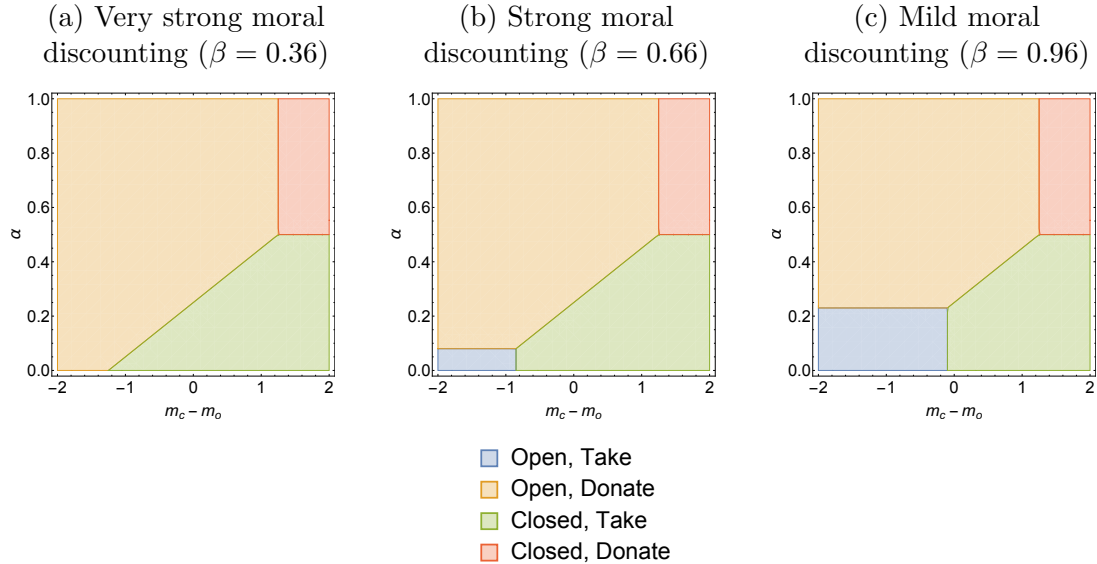 (a) Very strong moral
discounting (β = 0.36)
(b) Strong moral
discounting (β = 0.66)
(c) Mild moral
discounting (β = 0.96)
1.0
0.8
0.6
0.4
0.2
0.0
α
−2 −1 0 1 2
m_c − m_o
1.0
0.8
0.6
0.4
0.2
0.0
α
−2 −1 0 1 2
m_c − m_o
1.0
0.8
0.6
0.4
0.2
0.0
α
−2 −1 0 1 2
m_c − m_o
Open, Take
Open, Donate
Closed, Take
Closed, Donate